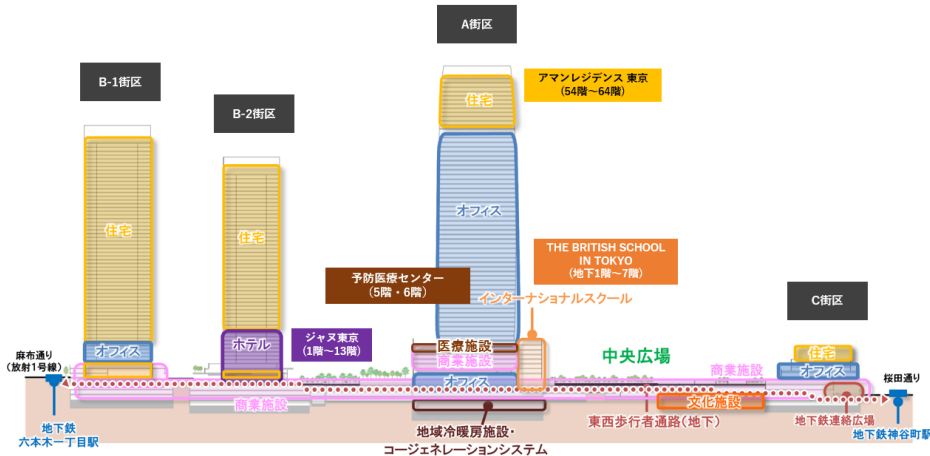 A街区
B-1街区
B-2街区
アマンレジデンス 東京
(54階～64階)
住宅
オフィス
住宅
住宅
THE BRITISH SCHOOL
IN TOKYO
(地下1階～7階)
予防医療センター
(5階・6階)
インターナショナルスクール
C街区
ホテル
ジャヌ東京
(1階～13階)
オフィス
医療施設
商業施設
オフィス
中央広場
住宅
オフィス
商業施設
麻布通り
(放射1号線)
桜田通り
商業施設
文化施設
東西歩行者通路(地下)
地下鉄連絡広場
地下鉄
六本木一丁目駅
地下鉄神谷町駅
地域冷暖房施設・
コージェネレーションシステム